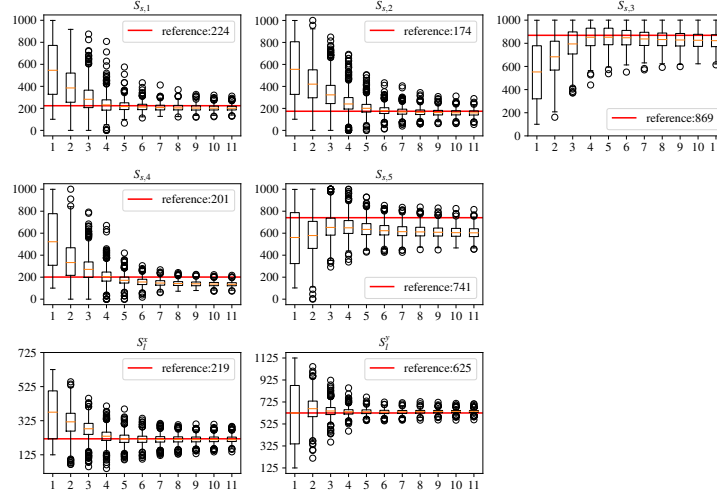 S_{s,1}
1000
800
600
400
200
0
reference:224
1 2 3 4 5 6 7 8 9 10 11
S_{s,2}
1000
800
600
400
200
0
reference:174
1 2 3 4 5 6 7 8 9 10 11
S_{s,3}
1000
800
600
400
200
0
reference:869
1 2 3 4 5 6 7 8 9 10 1
S_{s,4}
1000
800
600
400
200
0
reference:201
1 2 3 4 5 6 7 8 9 10 11
S_{s,5}
1000
800
600
400
200
0
reference:741
1 2 3 4 5 6 7 8 9 10 11
S_l^x
725
525
325
125
reference:219
1 2 3 4 5 6 7 8 9 10 11
S_l^y
1125
925
725
525
325
125
reference:625
1 2 3 4 5 6 7 8 9 10 11